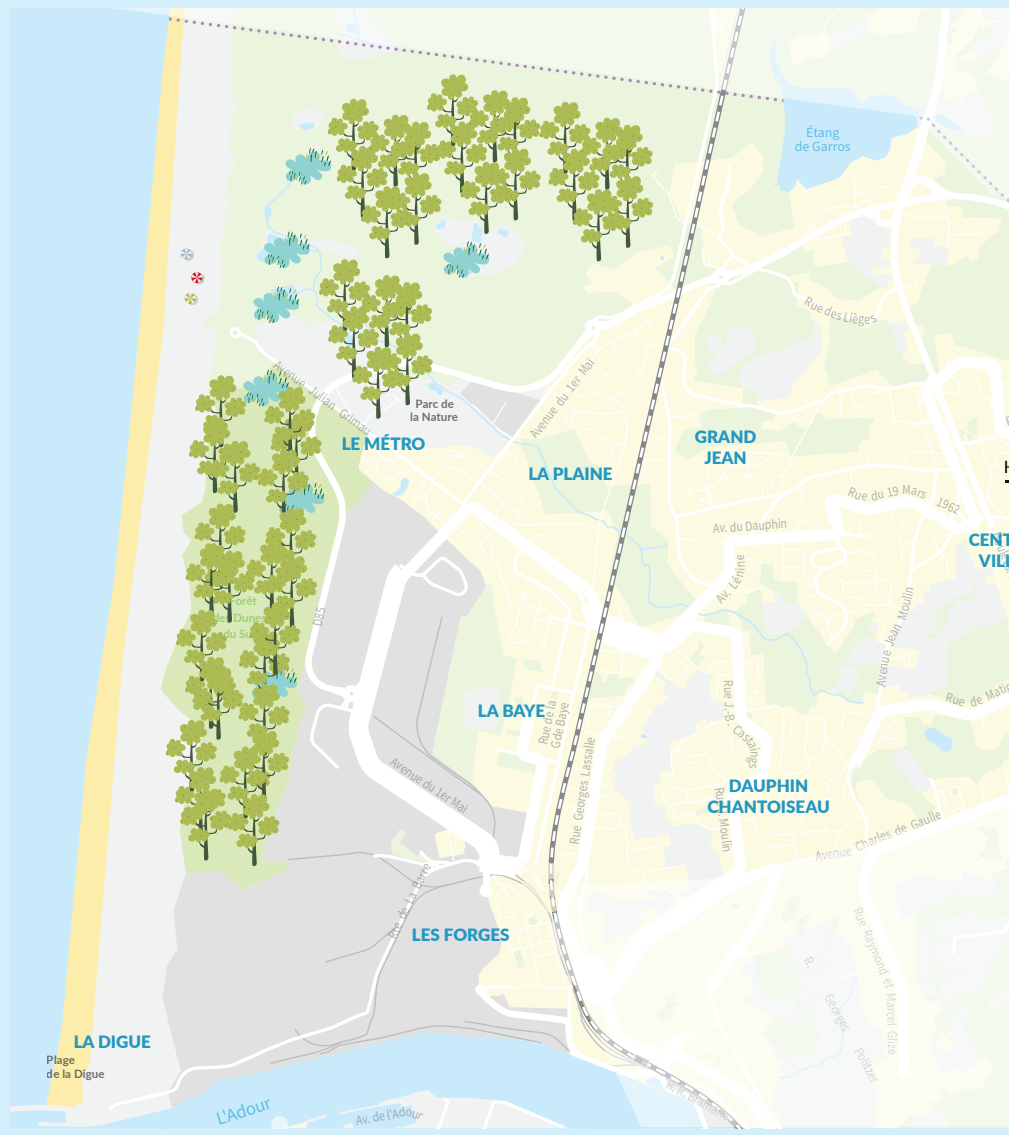 Étang
de Garros
Rue des Lièges
Avenue du 1er Mai
Avenue Julian Grimau
Parc de
la Nature
LE MÉTRO
LA PLAINE
GRAND
JEAN
H
Rue du 19 Mars 1962
Av. du Dauphin
CENT
VILL
Av. Lénine
Avenue Jean Moulin
Forêt
des Dunes
du Su
D85
Rue de Matig
LA BAYE
Rue de la
Gde Baye
Rue J.-B. Castaings
Rue Georges Lassalle
Avenue du 1er Mai
DAUPHIN
CHANTOISEAU
Moulin
Avenue Charles de Gaulle
Rue de La Barre
LES FORGES
Rue Raymond et Marcel Glize
R. Georges Politzer
LA DIGUE
Plage
de la Digue
L'Adour
Av. de l'Adour